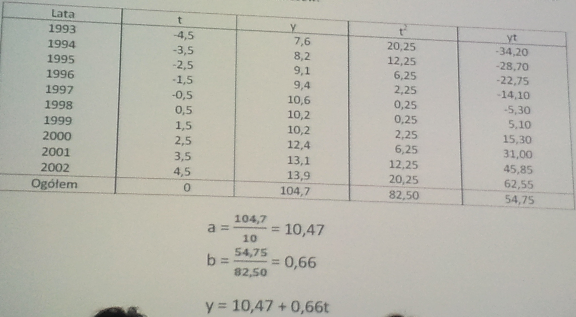 Lata t y t² yt
1993 -4,5 7,6 20,25 -34,20
1994 -3,5 8,2 12,25 -28,70
1995 -2,5 9,1 6,25 -22,75
1996 -1,5 9,4 2,25 -14,10
1997 -0,5 10,6 0,25 -5,30
1998 0,5 10,2 0,25 5,10
1999 1,5 10,2 2,25 15,30
2000 2,5 12,4 6,25 31,00
2001 3,5 13,1 12,25 45,85
2002 4,5 13,9 20,25 62,55
Ogółem 0 104,7 82,50 54,75
a = 104,7/10 = 10,47
b = 54,75/82,50 = 0,66
y = 10,47 + 0,66t